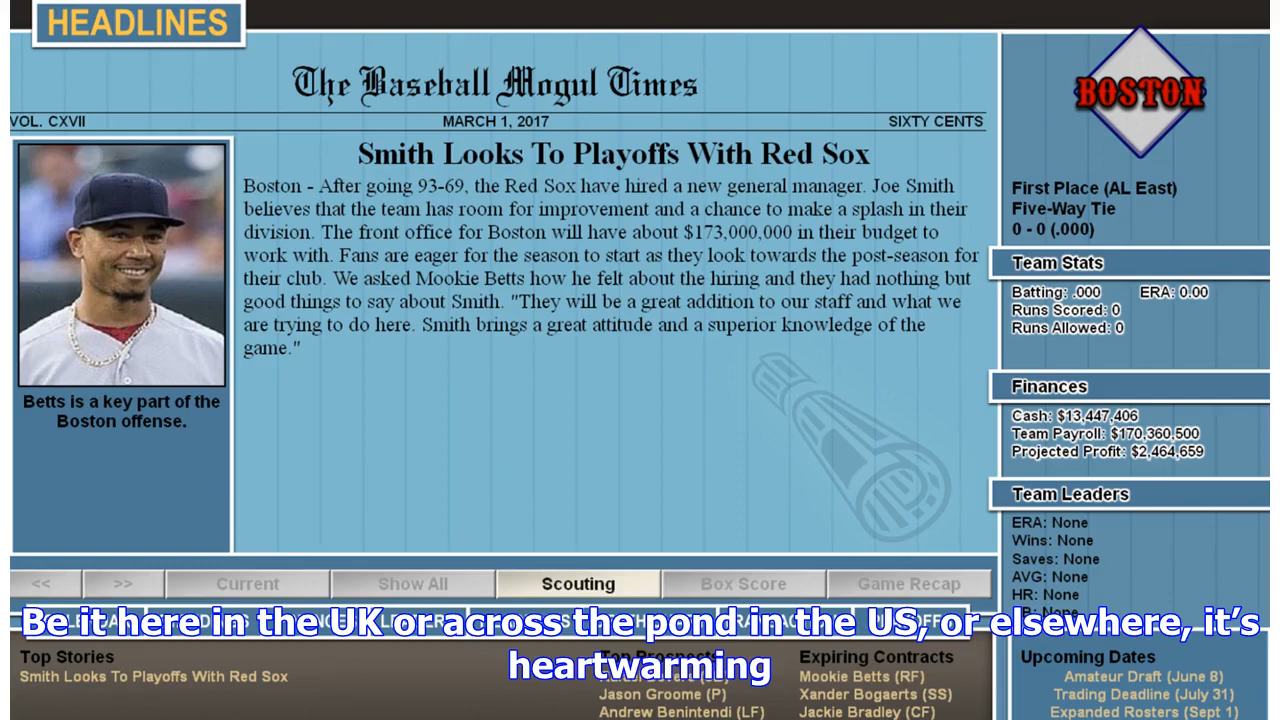 HEADLINES
The Baseball Mogul Times
VOL. CXVII
MARCH 1, 2017
SIXTY CENTS
Smith Looks To Playoffs With Red Sox
Boston - After going 93-69, the Red Sox have hired a new general manager. Joe Smith
believes that the team has room for improvement and a chance to make a splash in their
division. The front office for Boston will have about $173,000,000 in their budget to
work with. Fans are eager for the season to start as they look towards the post-season for
their club. We asked Mookie Betts how he felt about the hiring and they had nothing but
good things to say about Smith. "They will be a great addition to our staff and what we
are trying to do here. Smith brings a great attitude and a superior knowledge of the
game."
Betts is a key part of the
Boston offense.
BOSTON
First Place (AL East)
Five-Way Tie
0 - 0 (.000)
Team Stats
Batting: .000 ERA: 0.00
Runs Scored: 0
Runs Allowed: 0
Finances
Cash: $13,447,406
Team Payroll: $170,360,500
Projected Profit: $2,464,659
Team Leaders
ERA: None
Wins: None
Saves: None
AVG: None
HR: None
<< >> Current Show All Scouting Box Score Game Recap
Be it here in the UK or across the pond in the US, or elsewhere, it's
heartwarming
Top Stories
Smith Looks To Playoffs With Red Sox
Top Prospects
Jason Groome (P)
Andrew Benintendi (LF)
Expiring Contracts
Mookie Betts (RF)
Xander Bogaerts (SS)
Jackie Bradley (CF)
Upcoming Dates
Amateur Draft (June 8)
Trading Deadline (July 31)
Expanded Rosters (Sept 1)